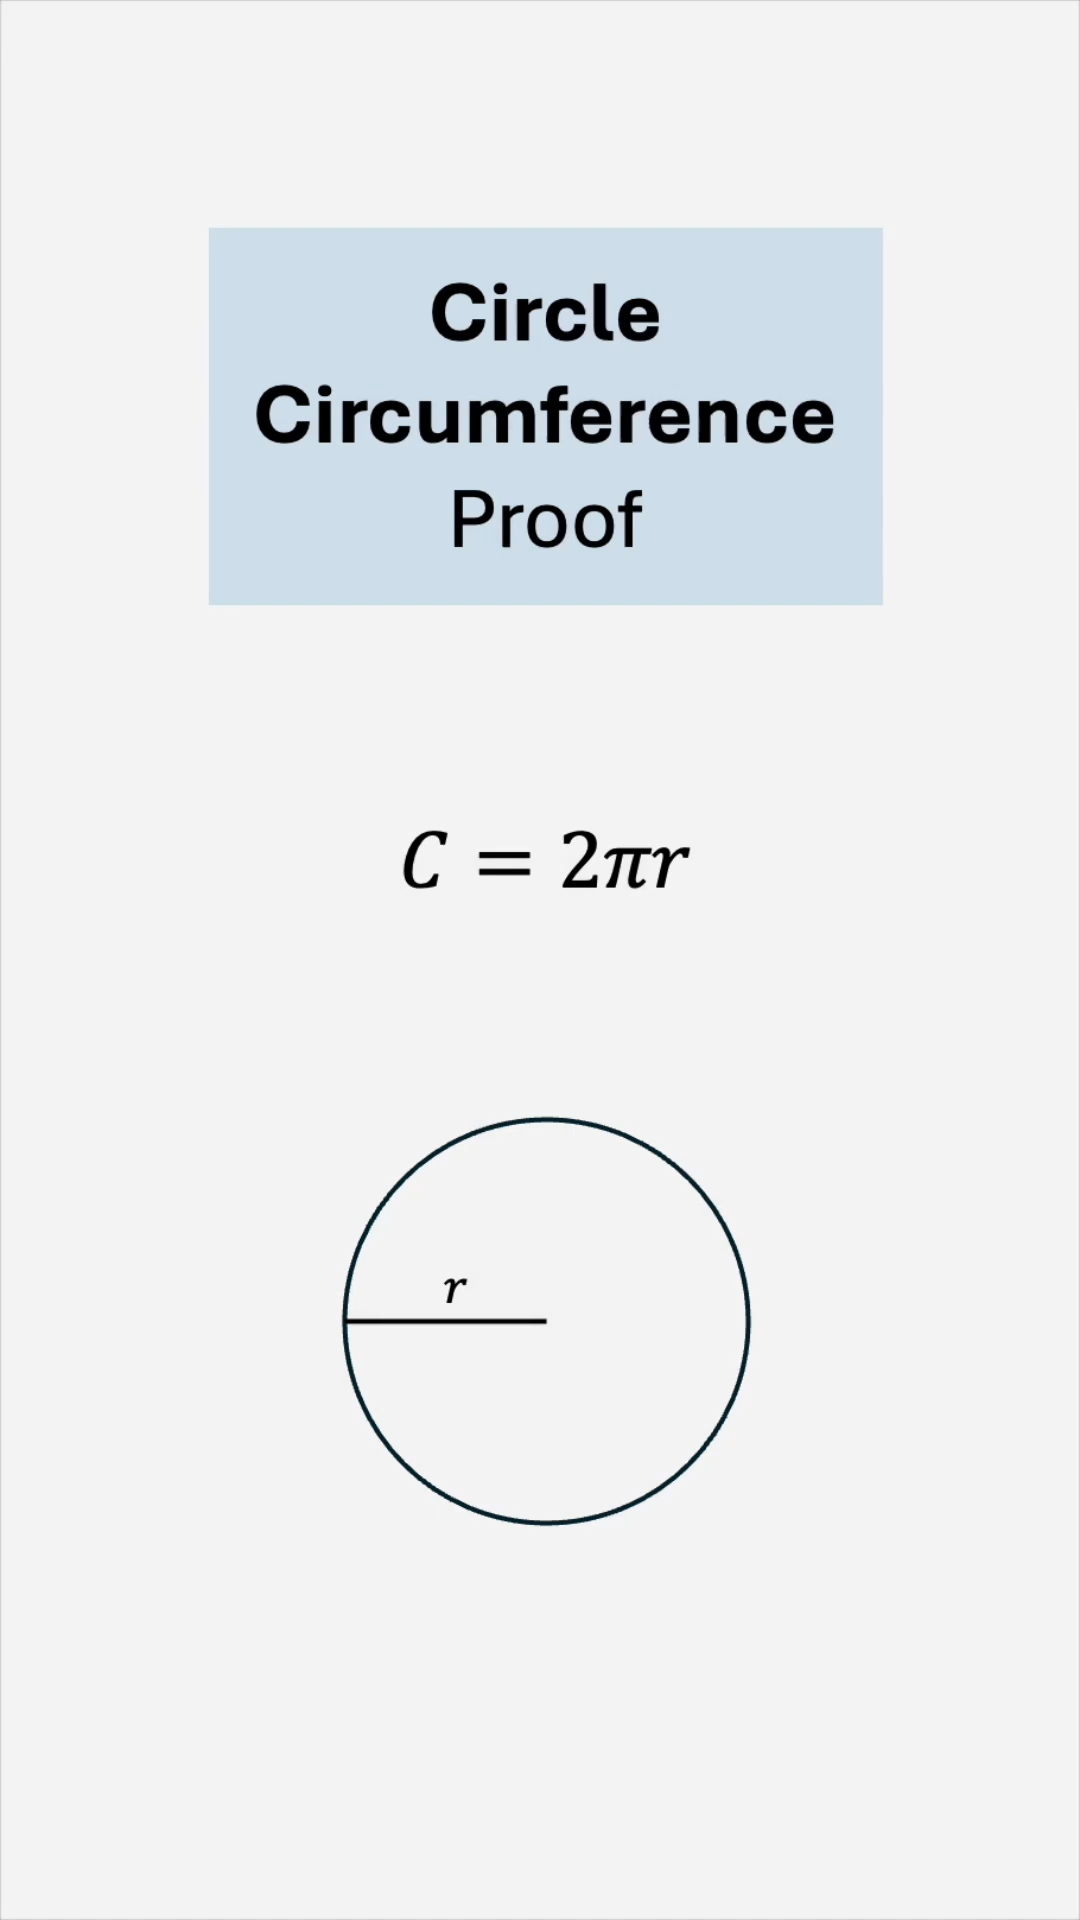 Circle
Circumference
Proof
C = 2πr
r